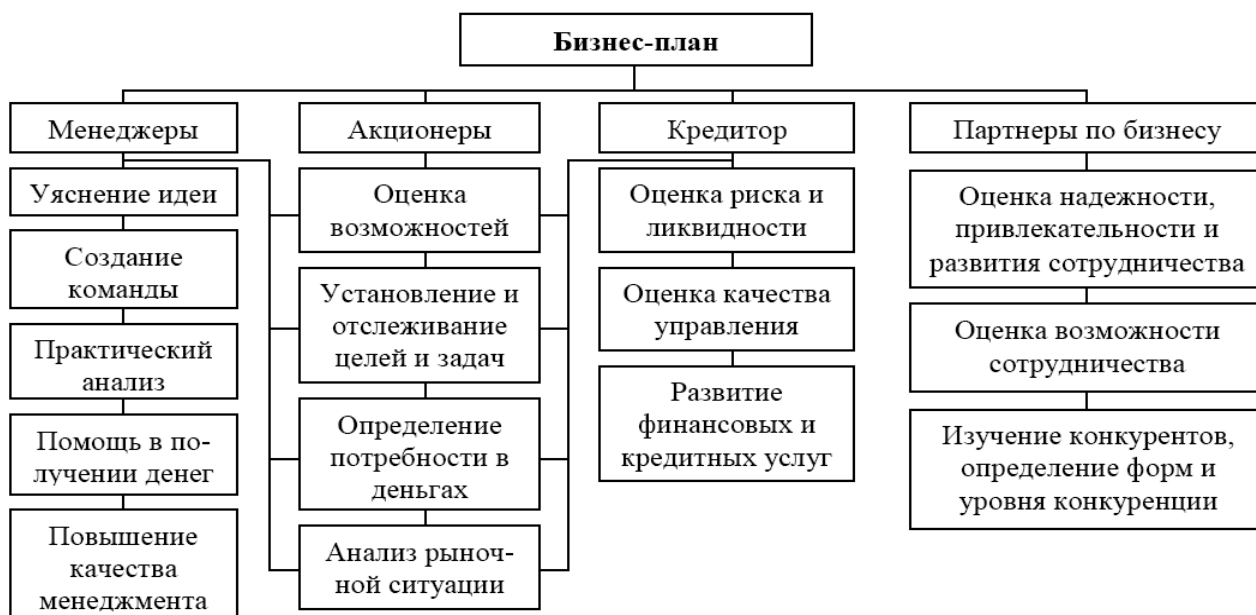 Бизнес-план
Менеджеры
Уяснение идеи
Создание
команды
Практический
анализ
Помощь в по-
лучении денег
Повышение
качества
менеджмента
Акционеры
Оценка
возможностей
Установление и
отслеживание
целей и задач
Определение
потребности в
деньгах
Анализ рыноч-
ной ситуации
Кредитор
Оценка риска и
ликвидности
Оценка качества
управления
Развитие
финансовых и
кредитных услуг
Партнеры по бизнесу
Оценка надежности,
привлекательности и
развития сотрудничества
Оценка возможности
сотрудничества
Изучение конкурентов,
определение форм и
уровня конкуренции